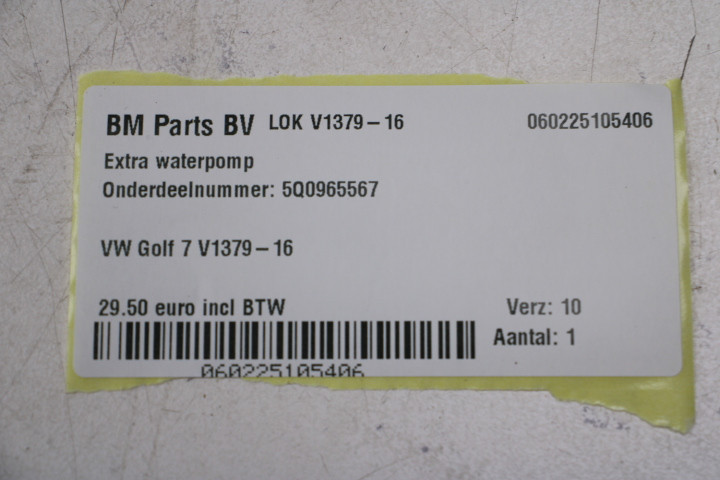 BM Parts BV LOK V1379-16 060225105406
Extra waterpomp
Onderdeelnummer: 5Q0965567
VW Golf 7 V1379-16
29.50 euro incl BTW Verz: 10
Aantal: 1
060225105406